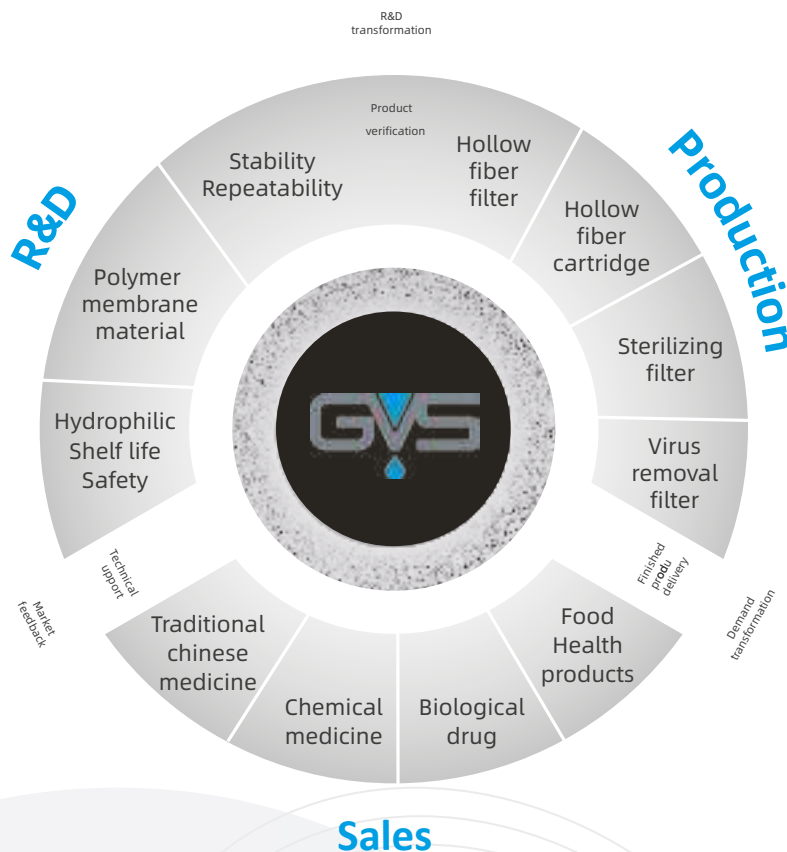 R&D
transformation
Product
verification
Stability
Repeatability
Hollow
fiber
filter
Hollow
fiber
cartridge
Production
R&D
Polymer
membrane
material
Sterilizing
filter
Hydrophilic
Shelf life
Safety
Virus
removal
filter
GVS
Technical
upport
Market
feedback
Finished
produ
delivery
Demand
transformation
Traditional
chinese
medicine
Chemical
medicine
Biological
drug
Food
Health
products
Sales